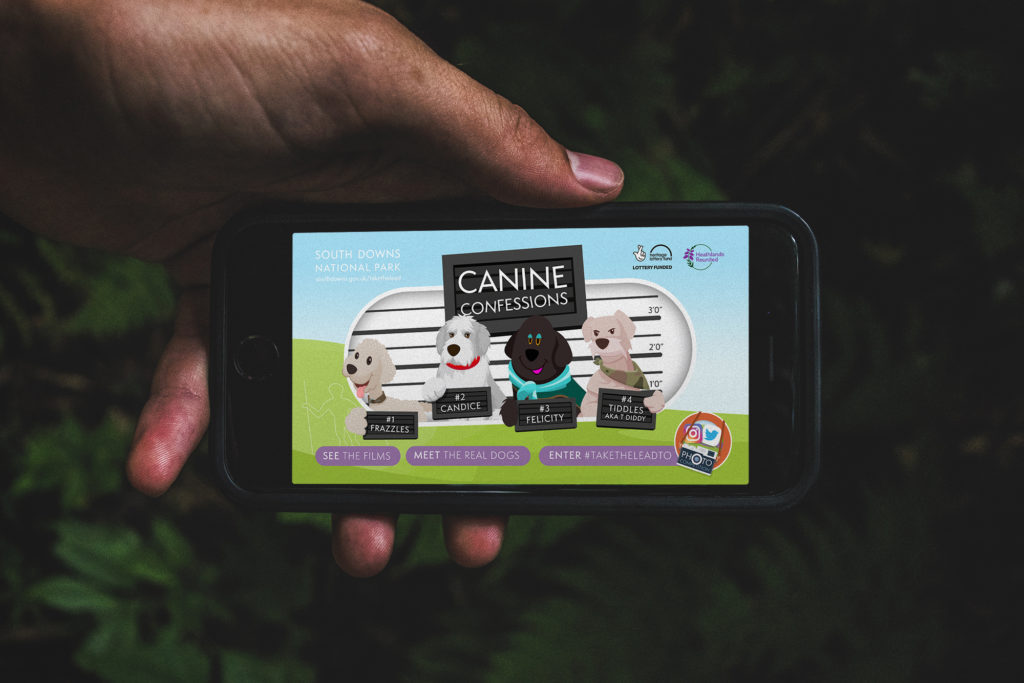 SOUTH DOWNS
NATIONAL PARK
southdowns.gov.uk/takethelead
CANINE
CONFESSIONS
heritage
lottery fund
LOTTERY FUNDED
Heathlands
Reunited
3'0"
2'0"
1'0"
#1
FRAZZLES
#2
CANDICE
#3
FELICITY
#4
TIDDLES
AKA T DIDDY
SEE THE FILMS
MEET THE REAL DOGS
ENTER #TAKETHELEADTO
PHOTO